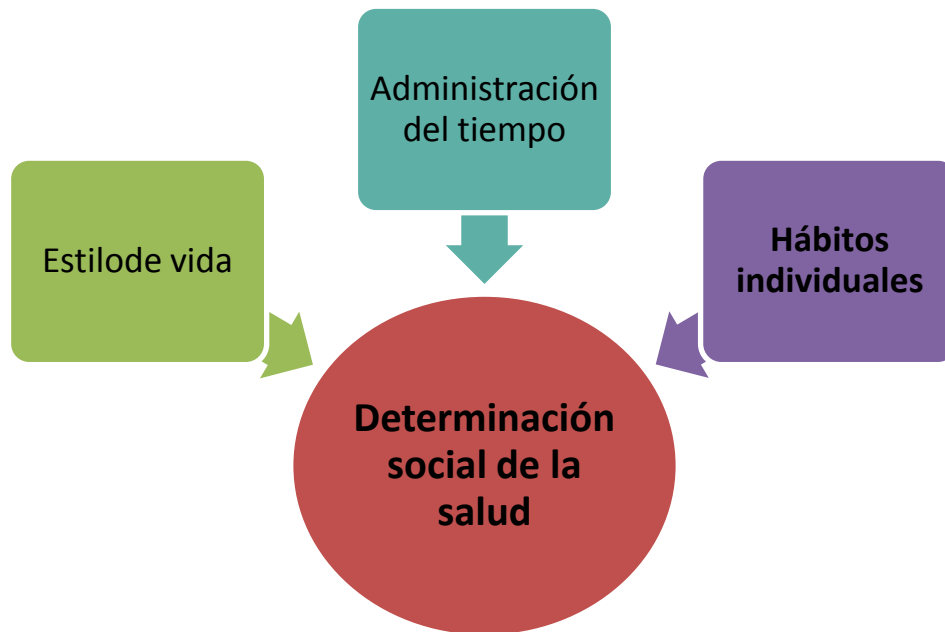 Administración
del tiempo
Estilode vida
Hábitos
individuales
Determinación
social de la
salud